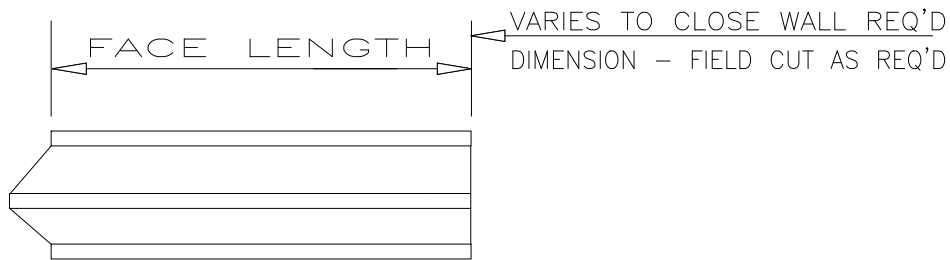 FACE LENGTH
VARIES TO CLOSE WALL REQ'D
DIMENSION – FIELD CUT AS REQ'D